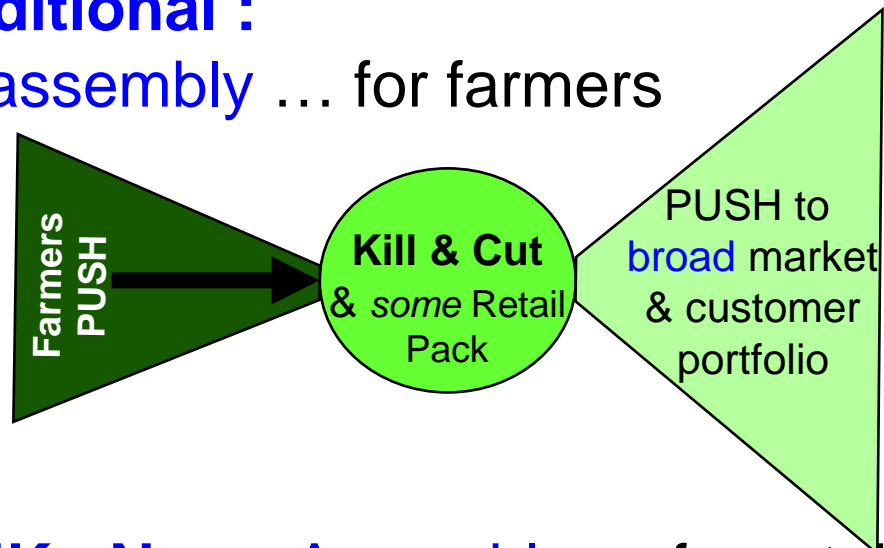 ditional :
assembly … for farmers
Farmers
PUSH
Kill & Cut
& some Retail
Pack
PUSH to
broad market
& customer
portfolio